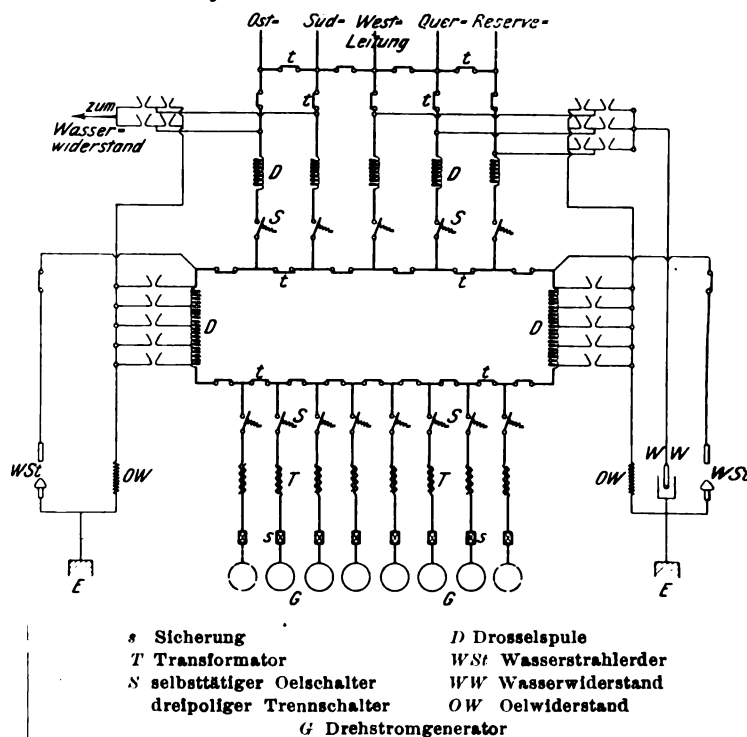 Ost- Süd- West- Quer- Reserve-
Leitung
t t
t t
zum
Wasser-
widerstand
D D
S S
t t
D D
t t
S S
WSt OW T T OW W W WSt
s s
E G G E
s Sicherung
T Transformator
S selbsttätiger Oelschalter
dreipoliger Trennschalter
D Drosselspule
WSt Wasserstrahlerder
WW Wasserwiderstand
OW Oelwiderstand
G Drehstromgenerator